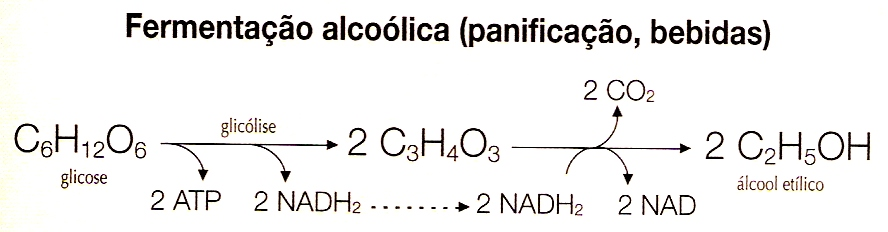 Fermentação alcoólica (panificação, bebidas)
2 CO₂
C₆H₁₂O₆ glicólise 2 C₃H₄O₃ 2 C₂H₅OH
glicose álcool etílico
2 ATP 2 NADH₂ 2 NADH₂ 2 NAD